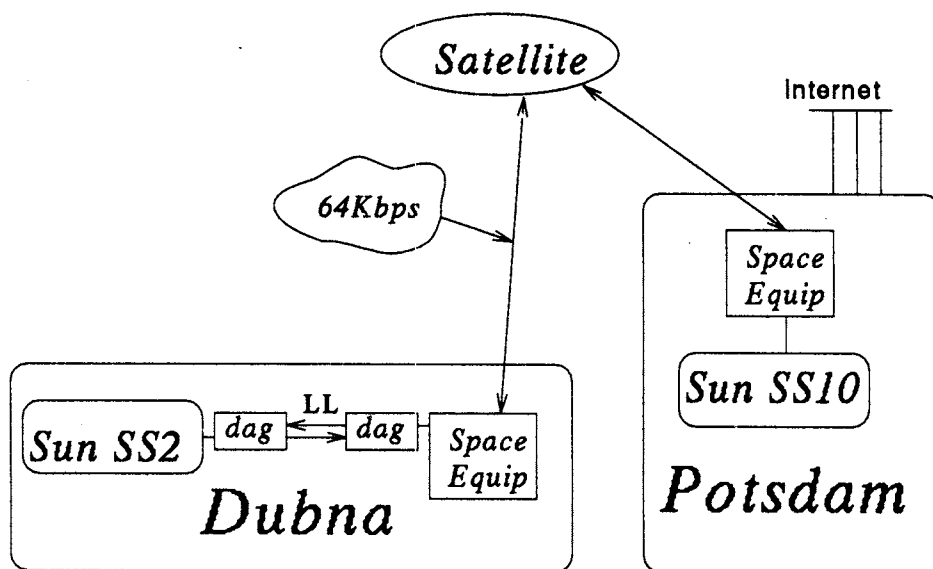 Satellite
Internet
64Kbps
Space
Equip
Sun SS10
LL
dag
dag
Sun SS2
Space
Equip
Dubna
Potsdam